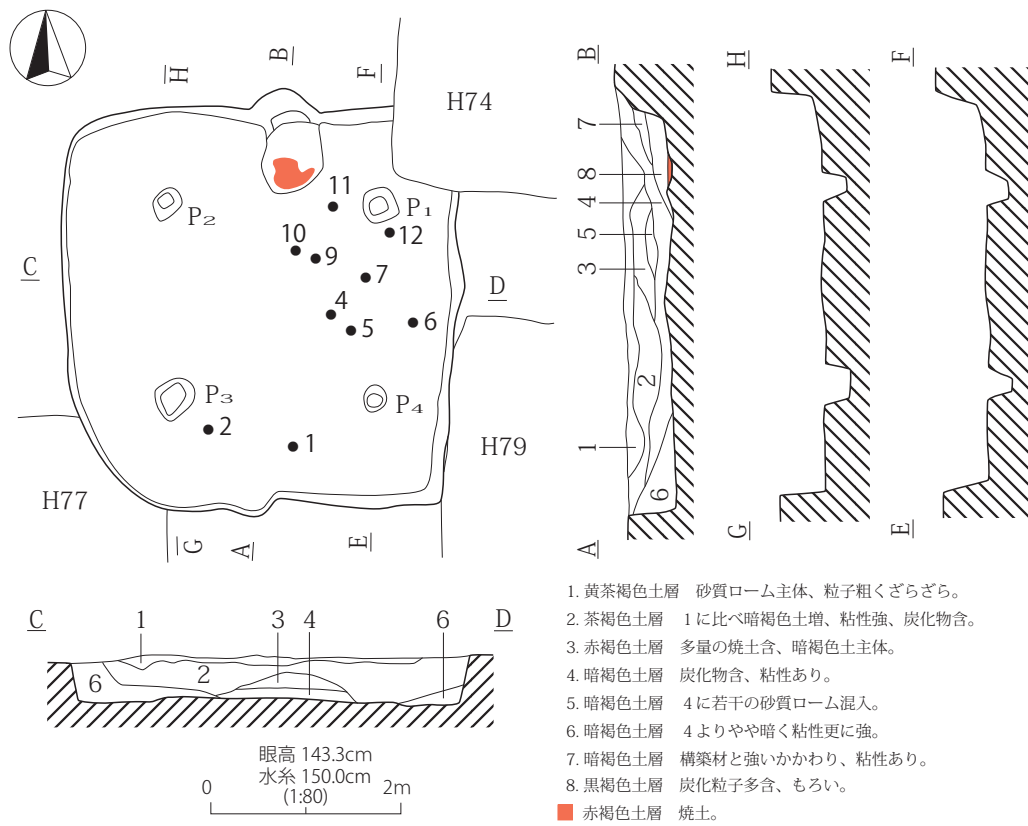 B
H
F
H74
P₂
P₁
11
12
10
9
7
C
D
4
5
6
P₃
P₄
2
1
H79
H77
G
A
E
B
H
F
7
8
4
5
3
2
1
6
A
G
E
C
1
3
4
6
D
2
6
眼高 143.3cm
水糸 150.0cm
(1:80)
0
2m
1. 黄茶褐色土層 砂質ローム主体、粒子粗くざらざら。
2. 茶褐色土層 1に比べ暗褐色土増、粘性強、炭化物含。
3. 赤褐色土層 多量の焼土含、暗褐色土主体。
4. 暗褐色土層 炭化物含、粘性あり。
5. 暗褐色土層 4に若干の砂質ローム混入。
6. 暗褐色土層 4よりやや暗く粘性更に強。
7. 暗褐色土層 構築材と強いかかわり、粘性あり。
8. 黒褐色土層 炭化粒子多含、もろい。
赤褐色土層 焼土。